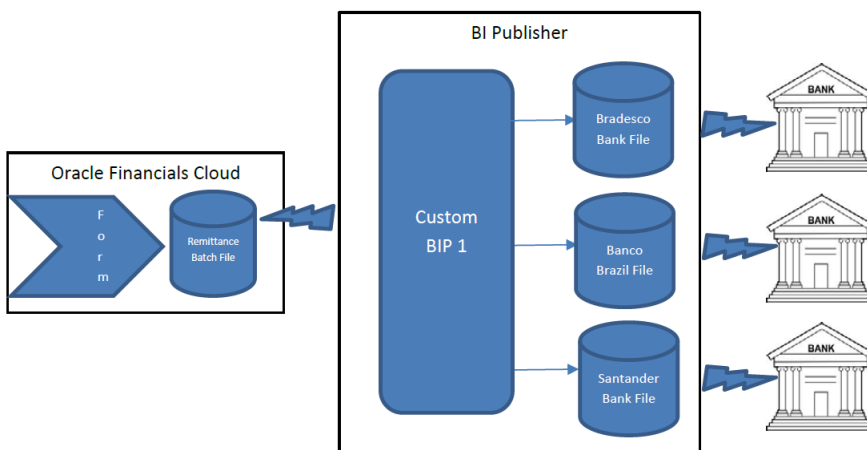 BI Publisher
Oracle Financials Cloud
F
o
r
m
Remittance
Batch File
Custom
BIP 1
Bradesco
Bank File
Banco
Brazil File
Santander
Bank File
BANK
BANK
BANK